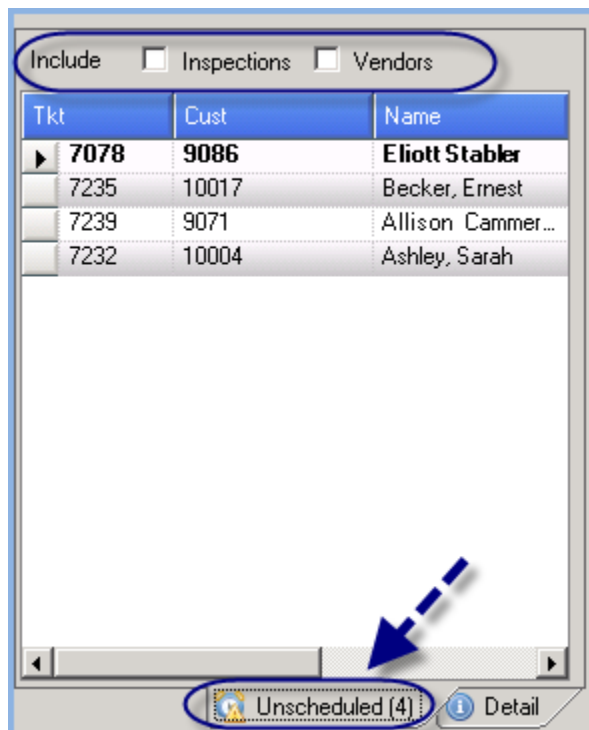 Include Inspections Vendors
Tkt Cust Name
7078 9086 Eliott Stabler
7235 10017 Becker, Ernest
7239 9071 Allison Cammer...
7232 10004 Ashley, Sarah
Unscheduled (4) Detail